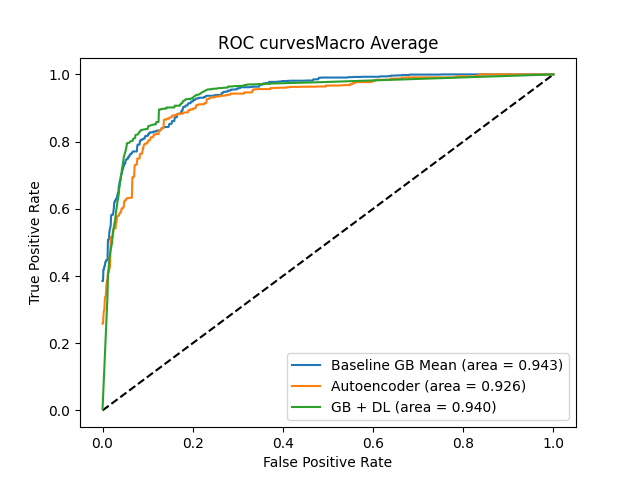 ROC curvesMacro Average
True Positive Rate
1.0
0.8
0.6
0.4
0.2
0.0
0.0 0.2 0.4 0.6 0.8 1.0
False Positive Rate
Baseline GB Mean (area = 0.943)
Autoencoder (area = 0.926)
GB + DL (area = 0.940)